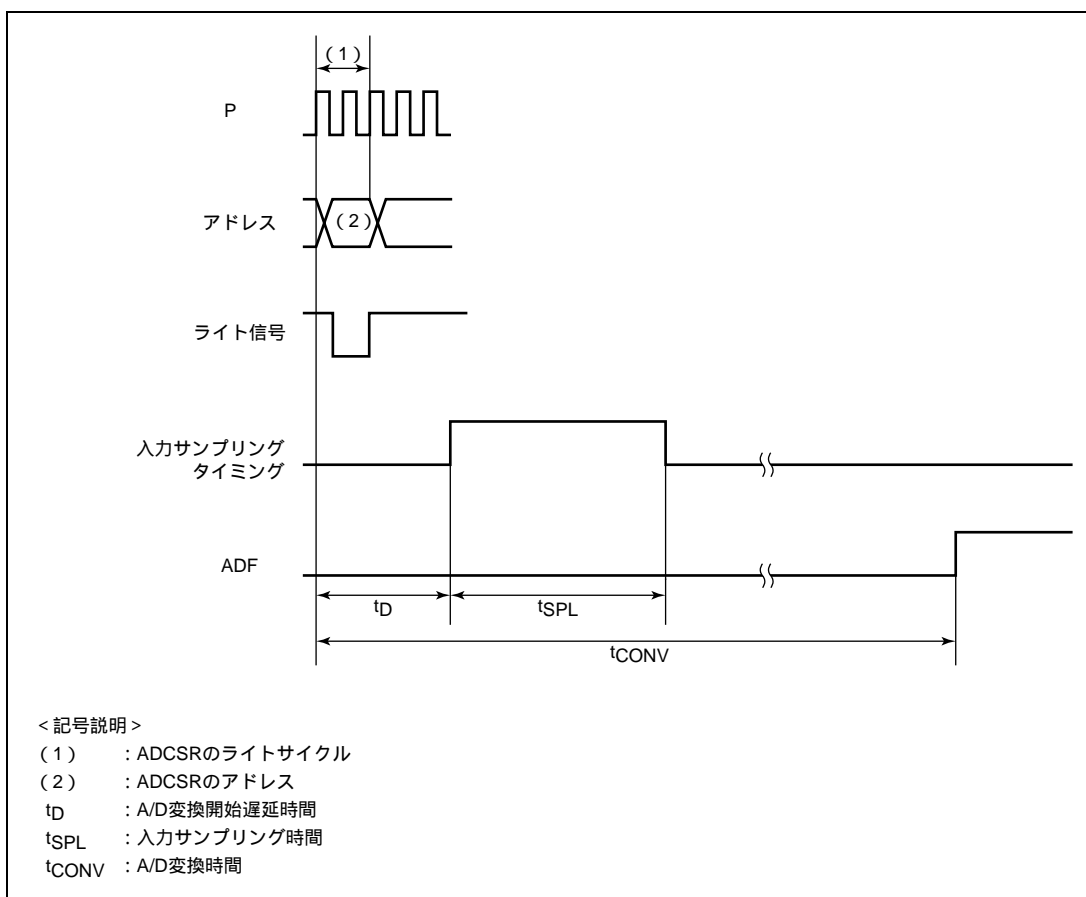 (1)
P
アドレス
(2)
ライト信号
入力サンプリング
タイミング
ADF
tD
tSPL
tCONV
<記号説明>
(1) :ADCSRのライトサイクル
(2) :ADCSRのアドレス
tD :A/D変換開始遅延時間
tSPL :入力サンプリング時間
tCONV :A/D変換時間